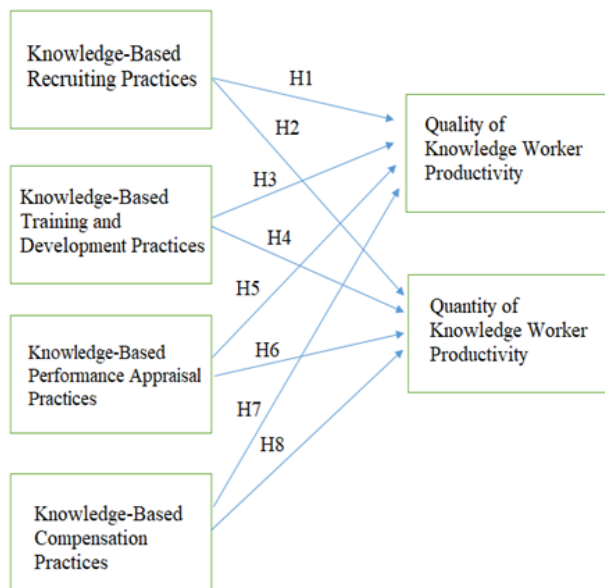 Knowledge-Based
Recruiting Practices
H1
H2
Quality of
Knowledge Worker
Productivity
Knowledge-Based
Training and
Development Practices
H3
H4
H5
Quantity of
Knowledge Worker
Productivity
Knowledge-Based
Performance Appraisal
Practices
H6
H7
H8
Knowledge-Based
Compensation
Practices